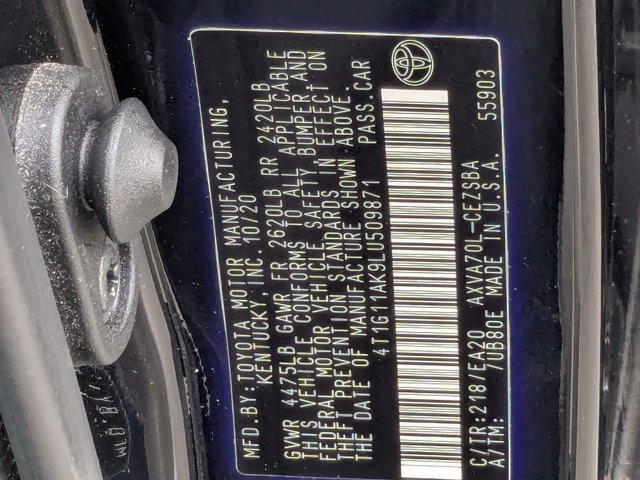 MFD.BY:TOYOTA MOTOR MANUFACTURING,
KENTUCKY, INC. 10/20
GVWR 4475LB GAWR FR 2620LB RR 2420LB
THIS VEHICLE CONFORMS TO ALL APPLICABLE
FEDERAL MOTOR VEHICLE SAFETY, BUMPER AND
THEFT PREVENTION STANDARDS IN EFFECT ON
THE DATE OF MANUFACTURE SHOWN ABOVE.
4T1G11AK9LU509871 PASS.CAR
C/TR:218/EA20 AXVA70L-CEZSBA 55903
A/TM: 7UB80E MADE IN U.S.A.